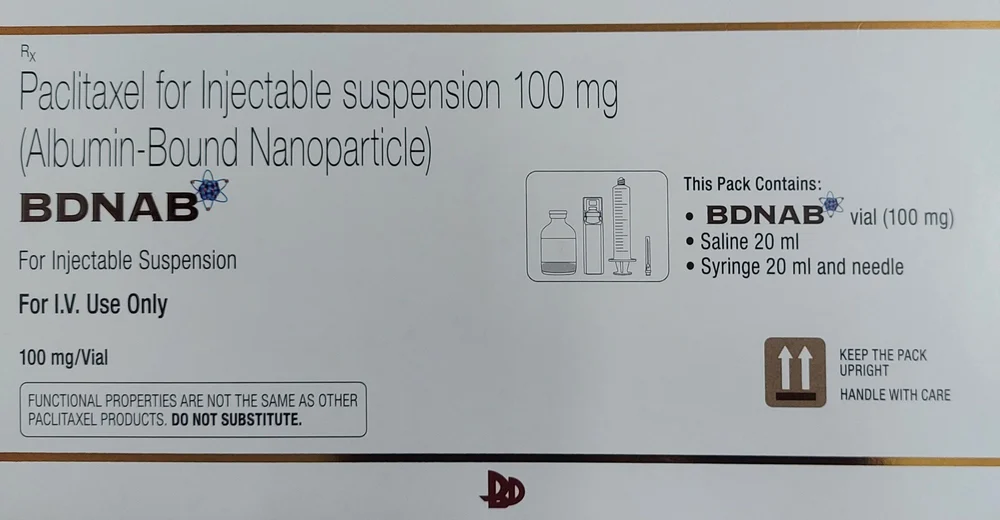 Rx
Paclitaxel for Injectable suspension 100 mg
(Albumin-Bound Nanoparticle)
BDNAB
For Injectable Suspension
For I.V. Use Only
100 mg/Vial
FUNCTIONAL PROPERTIES ARE NOT THE SAME AS OTHER
PACLITAXEL PRODUCTS. DO NOT SUBSTITUTE.
This Pack Contains:
• BDNAB vial (100 mg)
• Saline 20 ml
• Syringe 20 ml and needle
KEEP THE PACK
UPRIGHT
HANDLE WITH CARE
BD